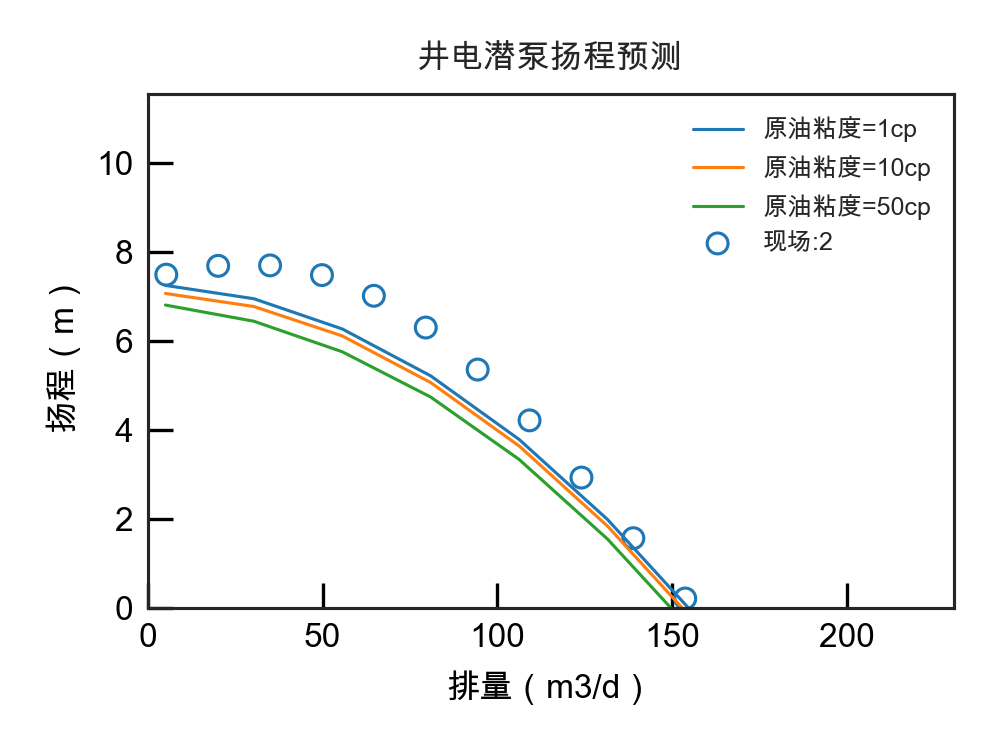 井电潜泵扬程预测
原油粘度=1cp
原油粘度=10cp
原油粘度=50cp
现场:2
10
8
6
4
2
0
扬程（m）
0 50 100 150 200
排量（m3/d）